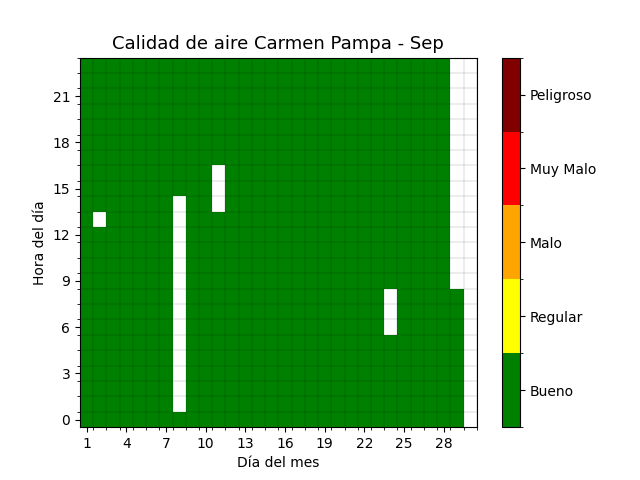 Calidad de aire Carmen Pampa - Sep
Hora del día
21
18
15
12
9
6
3
0
1 4 7 10 13 16 19 22 25 28
Día del mes
Peligroso
Muy Malo
Malo
Regular
Bueno